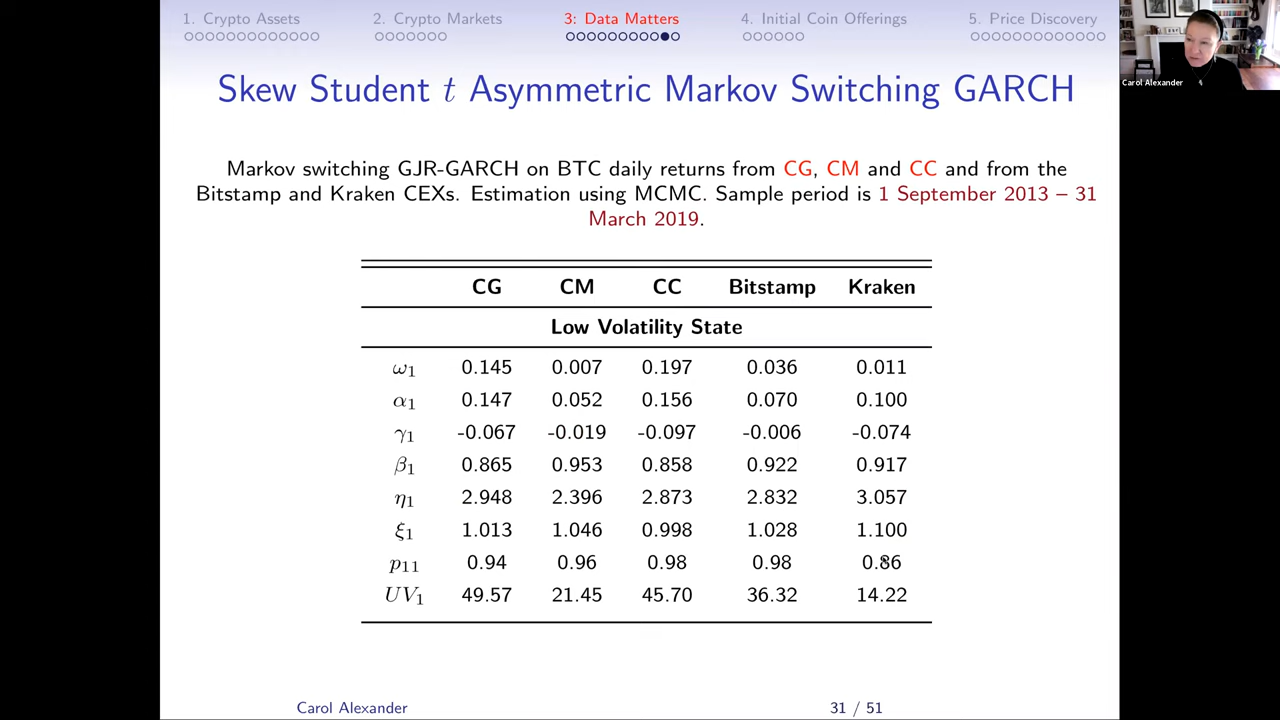 1. Crypto Assets 2. Crypto Markets 3: Data Matters 4. Initial Coin Offerings 5. Price Discovery
Carol Alexander
Skew Student t Asymmetric Markov Switching GARCH
Markov switching GJR-GARCH on BTC daily returns from CG, CM and CC and from the
Bitstamp and Kraken CEXs. Estimation using MCMC. Sample period is 1 September 2013 – 31
March 2019.
CG CM CC Bitstamp Kraken
Low Volatility State
ω₁ 0.145 0.007 0.197 0.036 0.011
α₁ 0.147 0.052 0.156 0.070 0.100
γ₁ -0.067 -0.019 -0.097 -0.006 -0.074
β₁ 0.865 0.953 0.858 0.922 0.917
η₁ 2.948 2.396 2.873 2.832 3.057
ξ₁ 1.013 1.046 0.998 1.028 1.100
p₁₁ 0.94 0.96 0.98 0.98 0.86
UV₁ 49.57 21.45 45.70 36.32 14.22
Carol Alexander 31 / 51